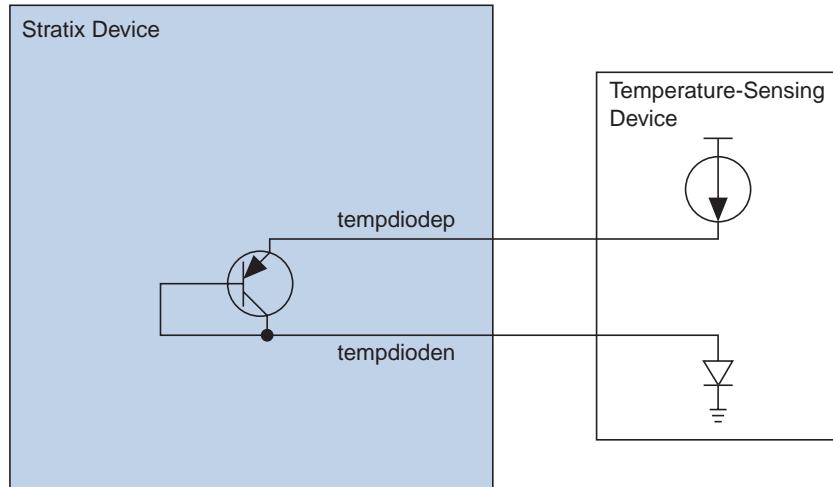 Stratix Device
Temperature-Sensing
Device
tempdiodep
tempdioden